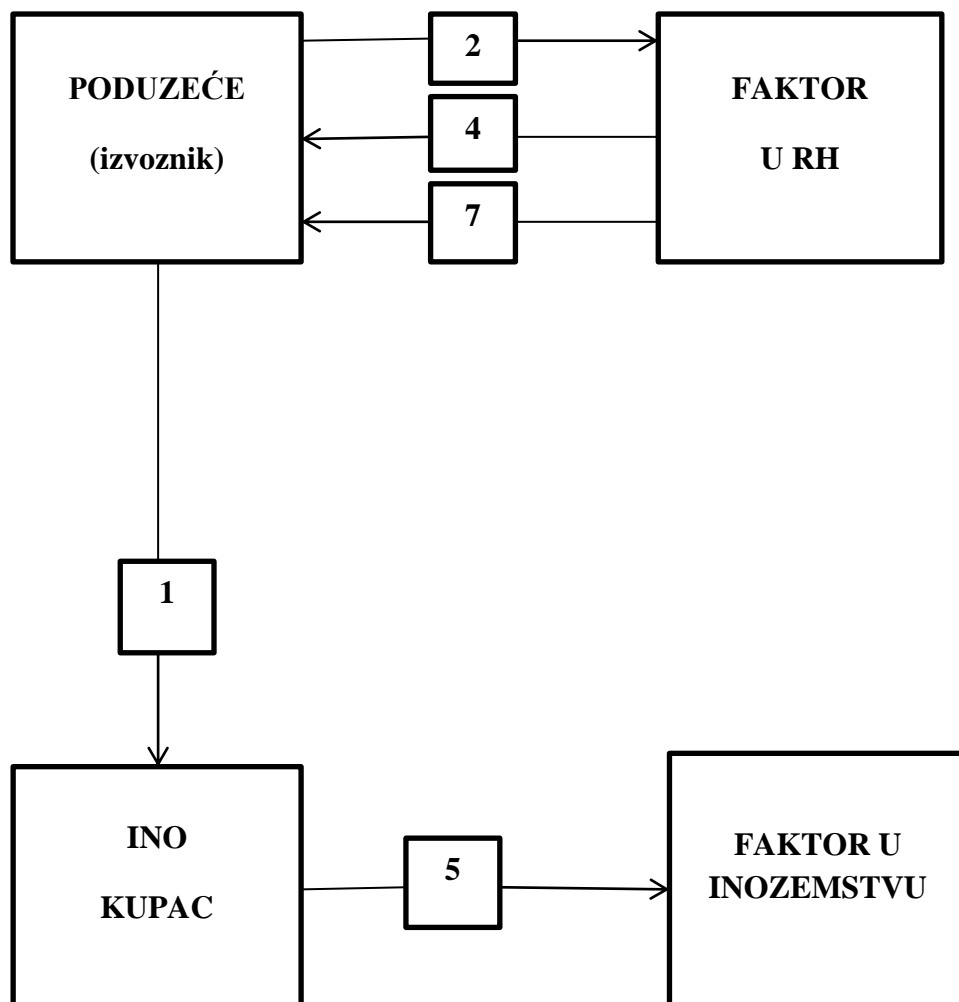 2
PODUZEĆE
(izvoznik)
FAKTOR
U RH
4
7
1
INO
KUPAC
5
FAKTOR U
INOZEMSTVU